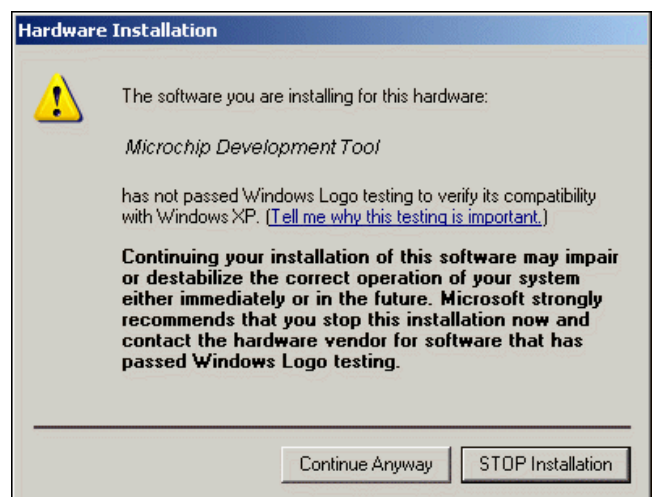 Hardware Installation
The software you are installing for this hardware:
Microchip Development Tool
has not passed Windows Logo testing to verify its compatibility
with Windows XP. (Tell me why this testing is important.)
Continuing your installation of this software may impair
or destabilize the correct operation of your system
either immediately or in the future. Microsoft strongly
recommends that you stop this installation now and
contact the hardware vendor for software that has
passed Windows Logo testing.
Continue Anyway
STOP Installation